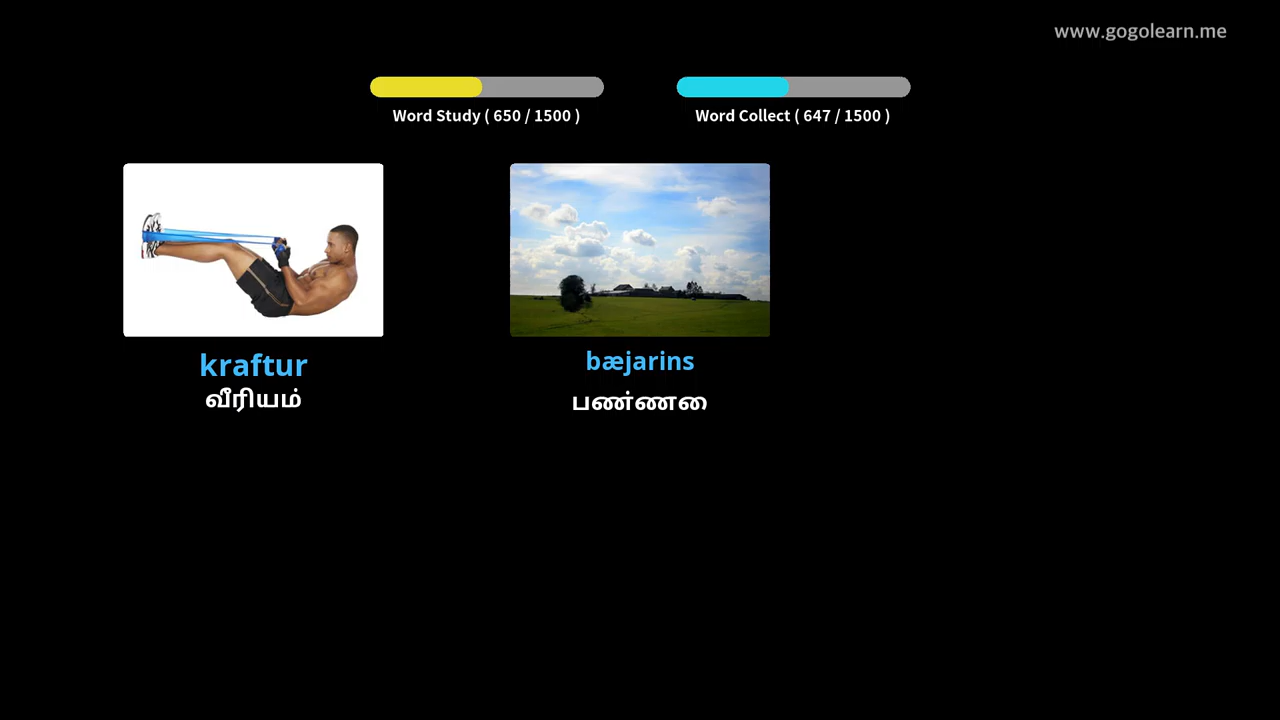 www.gogolearn.me
Word Study ( 650 / 1500 )
Word Collect ( 647 / 1500 )
kraftur
வீரியம்
bæjarins
பண்ணை